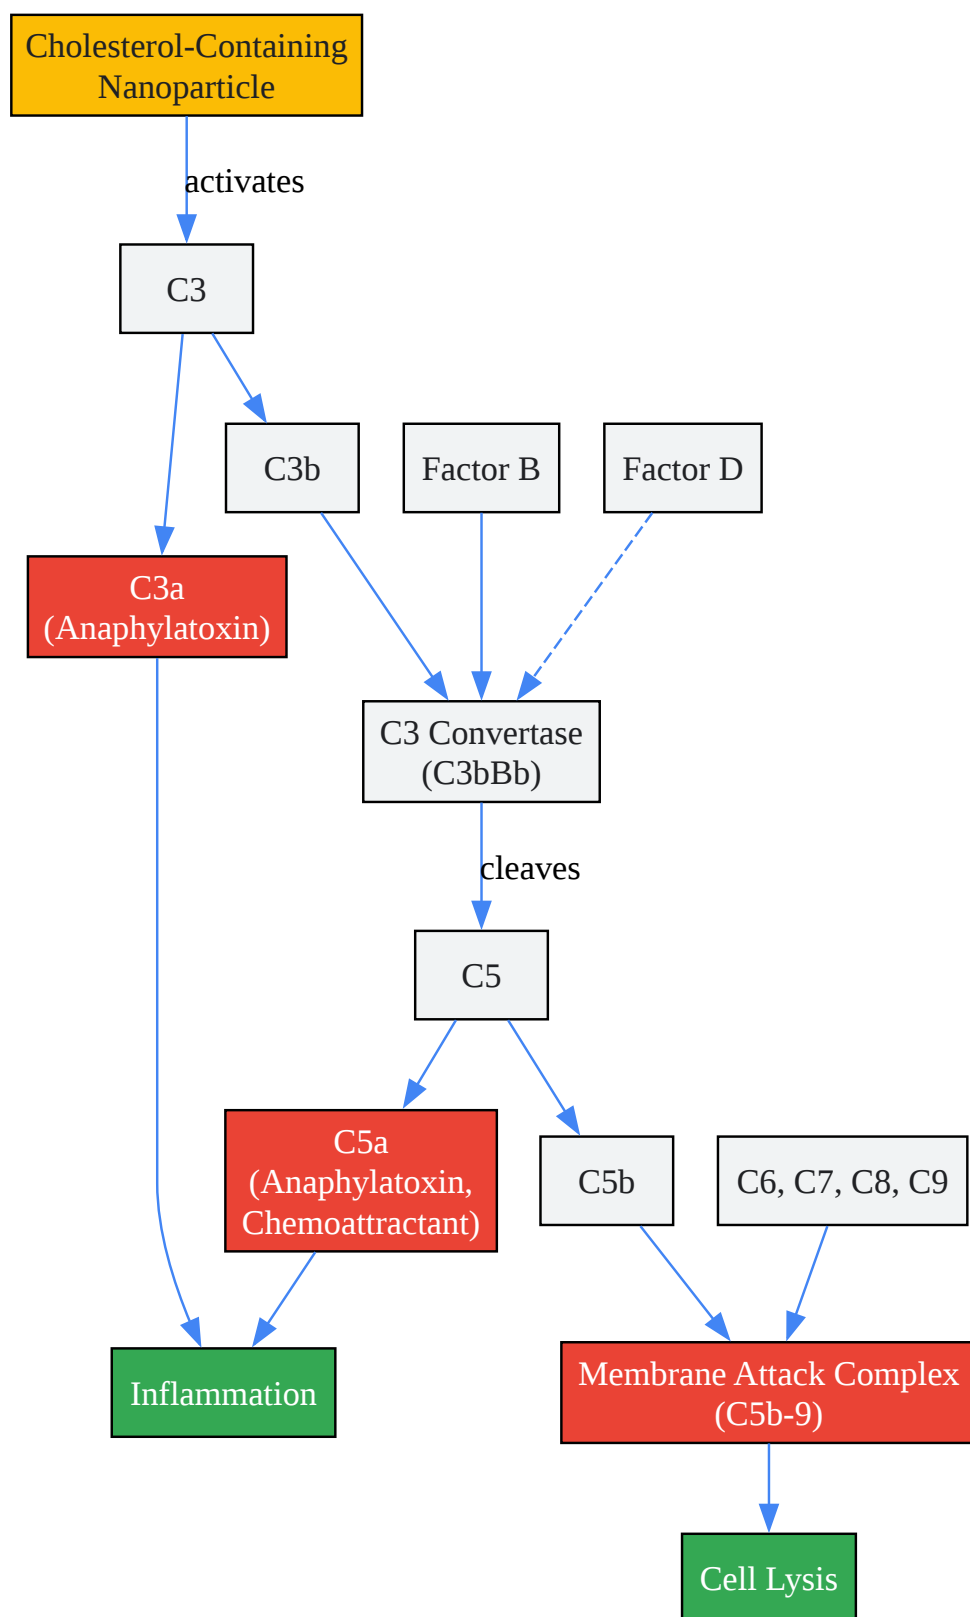 Cholesterol-Containing
Nanoparticle
activates
C3
C3b
Factor B
Factor D
C3a
(Anaphylatoxin)
C3 Convertase
(C3bBb)
cleaves
C5
C5a
(Anaphylatoxin,
Chemoattractant)
C5b
C6, C7, C8, C9
Inflammation
Membrane Attack Complex
(C5b-9)
Cell Lysis